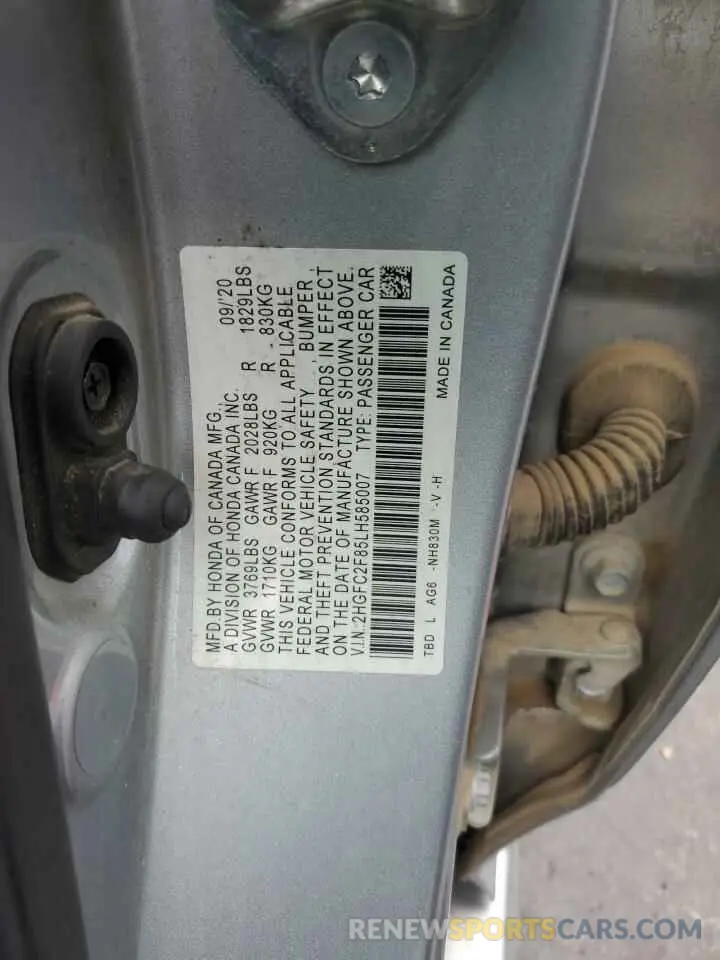 MFD.BY HONDA OF CANADA MFG., 09/'20
A DIVISION OF HONDA CANADA INC.
GVWR 3769LBS GAWR F 2028LBS R 1829LBS
GVWR 1710KG GAWR F 920KG R 830KG
THIS VEHICLE CONFORMS TO ALL APPLICABLE
FEDERAL MOTOR VEHICLE SAFETY , BUMPER ,
AND THEFT PREVENTION STANDARDS IN EFFECT
ON THE DATE OF MANUFACTURE SHOWN ABOVE.
V.I.N.:2HGFC2F85LH585007 TYPE: PASSENGER CAR
TBD L AG6 -NH830M -V -H
MADE IN CANADA
RENEWSPORTSCARS.COM